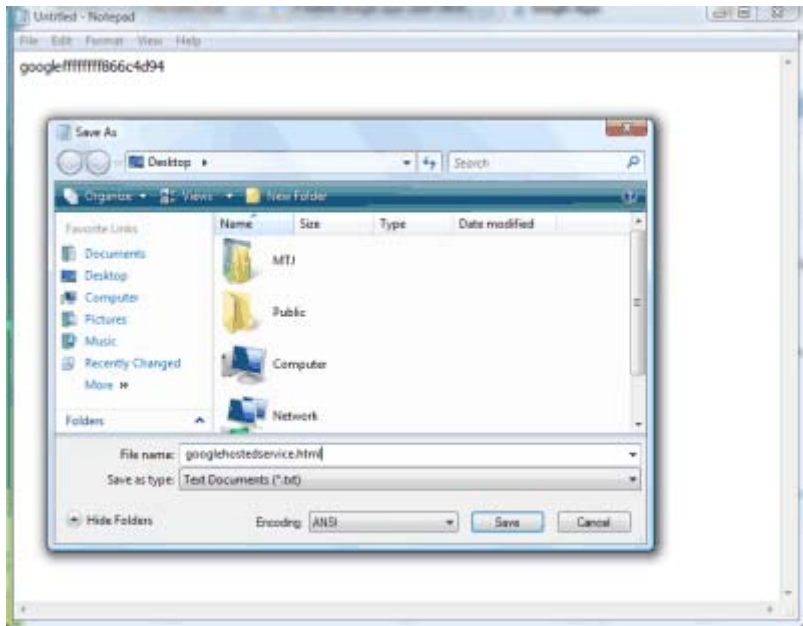 Untitled - Notepad
File Edit Format View Help
googleffffffff866c4d94
Save As
Desktop
Search
Organize Views New Folder
Favorite Links
Name Size Type Date modified
Documents
Desktop
Computer
Pictures
Music
Recently Changed
More »
Folders
MTJ
Public
Computer
Network
File name: googlehostedservice.html
Save as type: Text Documents (*.txt)
Hide Folders
Encoding: ANSI
Save
Cancel